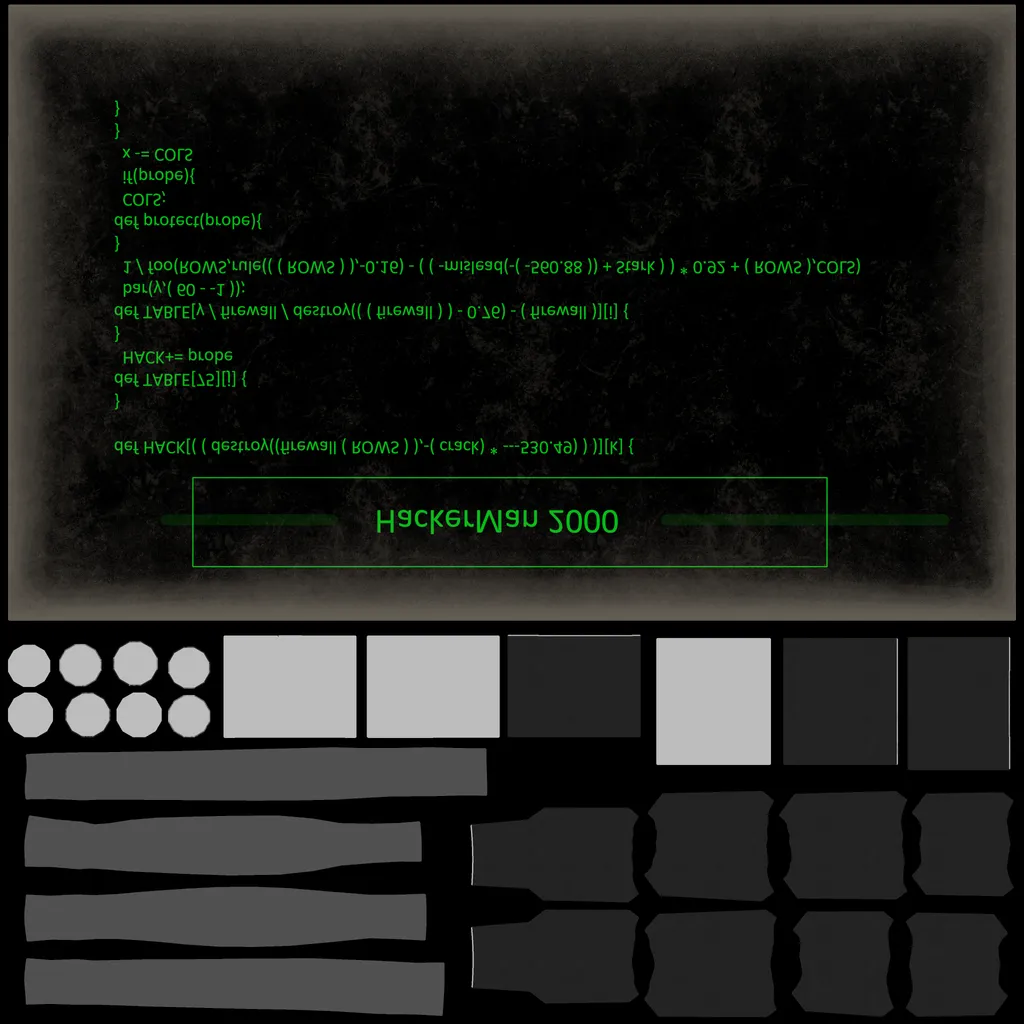 HackerMan 2000
def HACK[( ( destroy((firewall ( ROWS ) ),-( crack) * ---530.49) ) )][k] {
}
def TABLE[75][j] {
HACK+= probe
}
def TABLE[y / firewall / destroy(( ( firewall ) ) - 0.76) - ( firewall )][i] {
bar(y,( 60 - -1 ));
1 / foo(ROWS,rule(( ( ROWS ) ),-0.16) - ( ( -mislead(-( -560.88 )) + Stark ) ) * 0.92 + ( ROWS ),COLS)
}
def protect(probe){
COLS;
if(probe){
x -= COLS
}
}